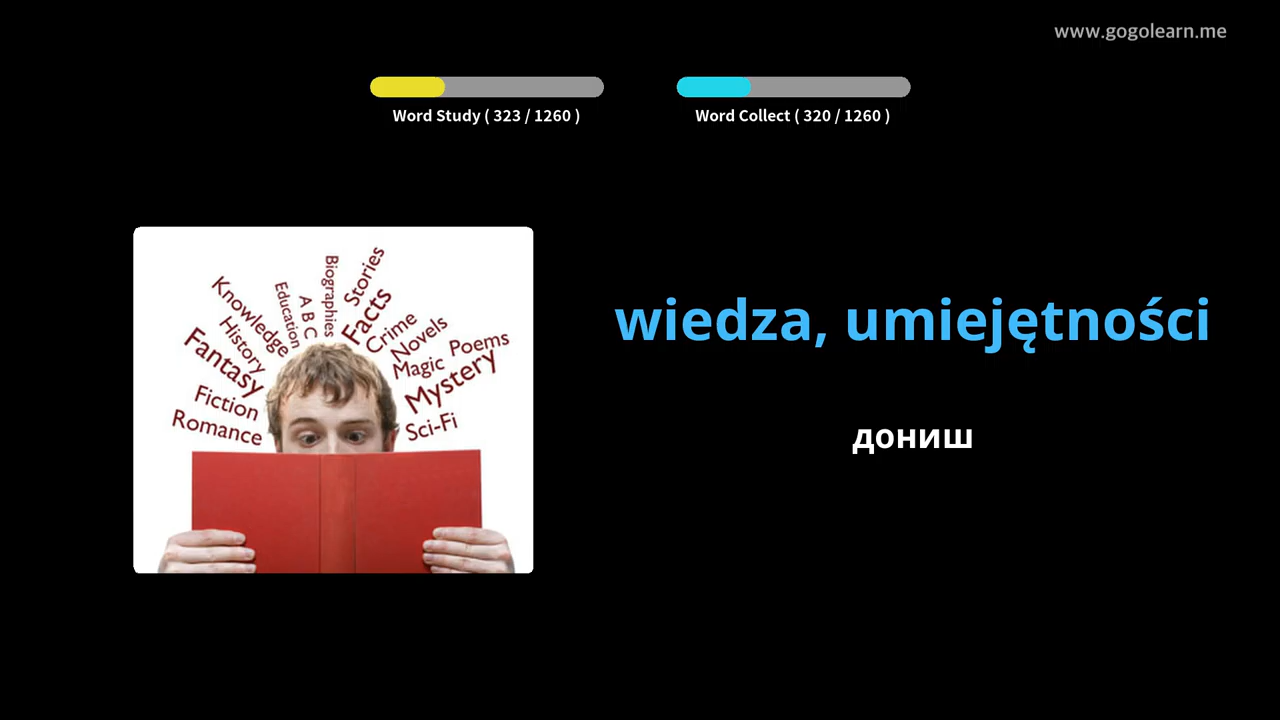 www.gogolearn.me
Word Study ( 323 / 1260 )
Word Collect ( 320 / 1260 )
Knowledge
Education
A B C
Biographies
Stories
Facts
Crime
Novels
Poems
History
Magic
Fantasy
Mystery
Fiction
Sci-Fi
Romance
wiedza, umiejętności
дониш